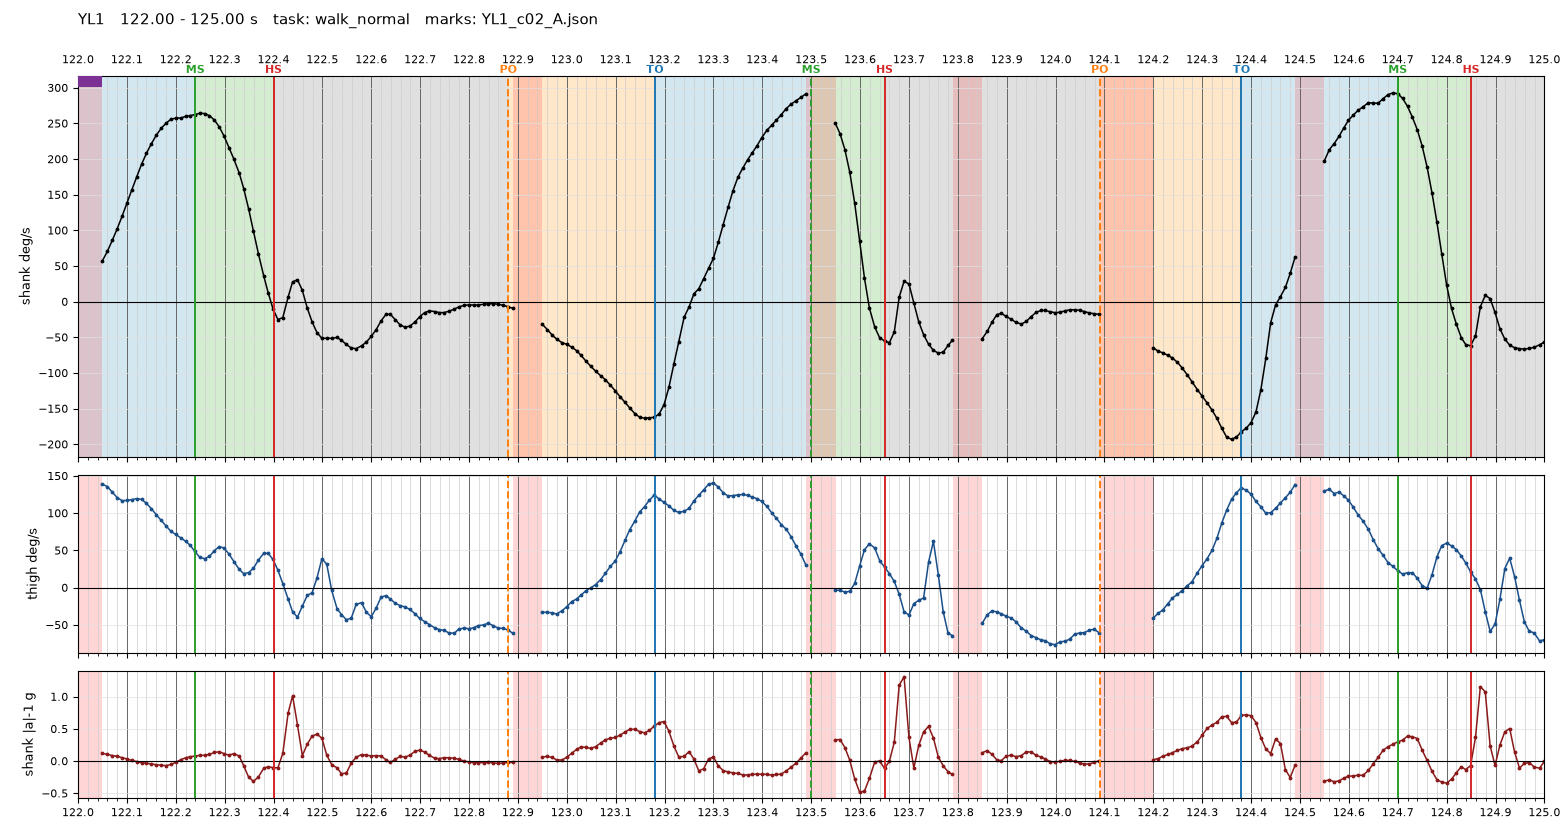 YL1   122.00 - 125.00 s   task: walk_normal   marks: YL1_c02_A.json
122.0 122.1 122.2 122.3 122.4 122.5 122.6 122.7 122.8 122.9 123.0 123.1 123.2 123.3 123.4 123.5 123.6 123.7 123.8 123.9 124.0 124.1 124.2 124.3 124.4 124.5 124.6 124.7 124.8 124.9 125.0
MS HS PO TO MS HS PO TO MS HS
300
250
200
150
100
50
0
−50
−100
−150
−200
shank deg/s
150
100
50
0
−50
thigh deg/s
1.0
0.5
0.0
−0.5
shank |a|-1 g
122.0 122.1 122.2 122.3 122.4 122.5 122.6 122.7 122.8 122.9 123.0 123.1 123.2 123.3 123.4 123.5 123.6 123.7 123.8 123.9 124.0 124.1 124.2 124.3 124.4 124.5 124.6 124.7 124.8 124.9 125.0